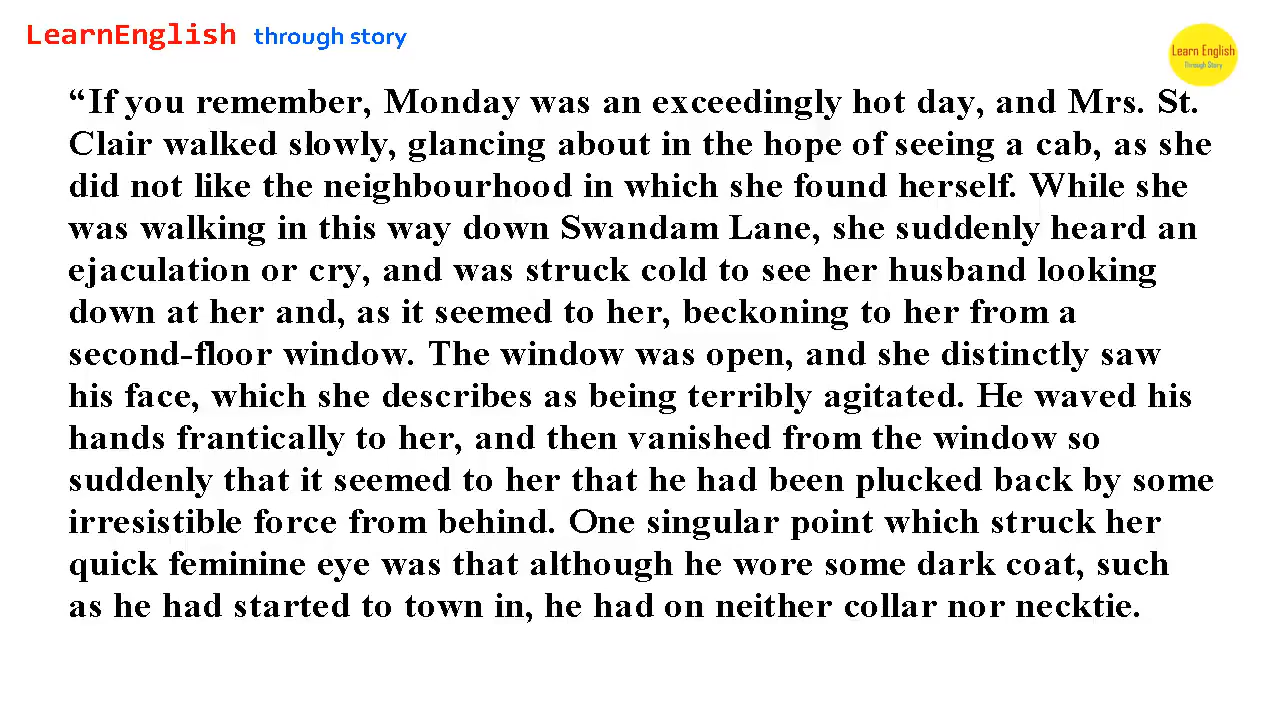 LearnEnglish through story
Learn English
Through Story
“If you remember, Monday was an exceedingly hot day, and Mrs. St.
Clair walked slowly, glancing about in the hope of seeing a cab, as she
did not like the neighbourhood in which she found herself. While she
was walking in this way down Swandam Lane, she suddenly heard an
ejaculation or cry, and was struck cold to see her husband looking
down at her and, as it seemed to her, beckoning to her from a
second-floor window. The window was open, and she distinctly saw
his face, which she describes as being terribly agitated. He waved his
hands frantically to her, and then vanished from the window so
suddenly that it seemed to her that he had been plucked back by some
irresistible force from behind. One singular point which struck her
quick feminine eye was that although he wore some dark coat, such
as he had started to town in, he had on neither collar nor necktie.